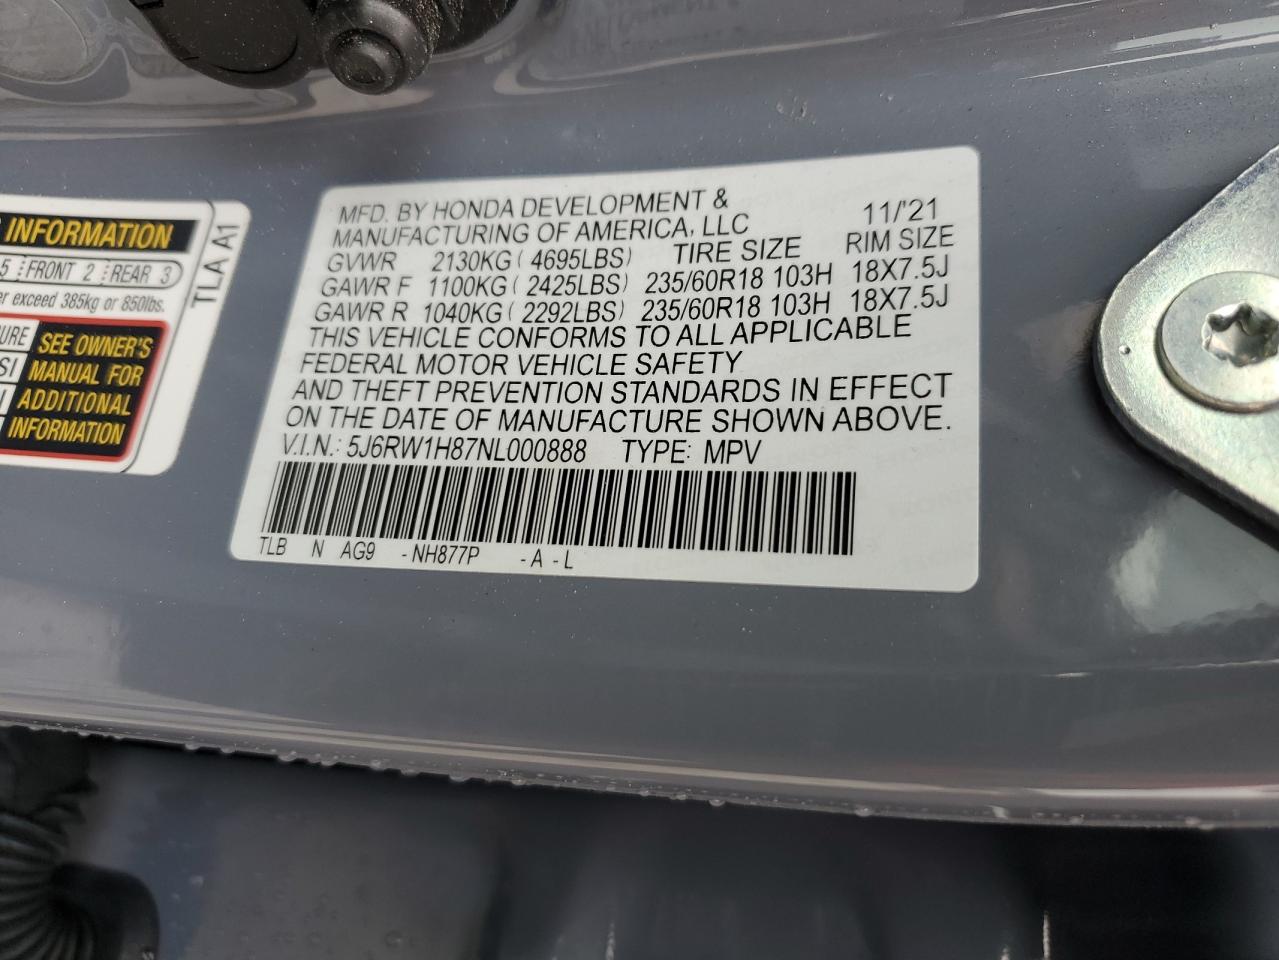 INFORMATION
5 FRONT 2 REAR 3
exceed 385kg or 850lbs.
SEE OWNER'S
MANUAL FOR
ADDITIONAL
INFORMATION
TLA A1
MFD. BY HONDA DEVELOPMENT &
MANUFACTURING OF AMERICA, LLC 11/'21
GVWR 2130KG ( 4695LBS) TIRE SIZE RIM SIZE
GAWR F 1100KG ( 2425LBS) 235/60R18 103H 18X7.5J
GAWR R 1040KG ( 2292LBS) 235/60R18 103H 18X7.5J
THIS VEHICLE CONFORMS TO ALL APPLICABLE
FEDERAL MOTOR VEHICLE SAFETY
AND THEFT PREVENTION STANDARDS IN EFFECT
ON THE DATE OF MANUFACTURE SHOWN ABOVE.
V.I.N.: 5J6RW1H87NL000888 TYPE: MPV
TLB N AG9 -NH877P -A-L